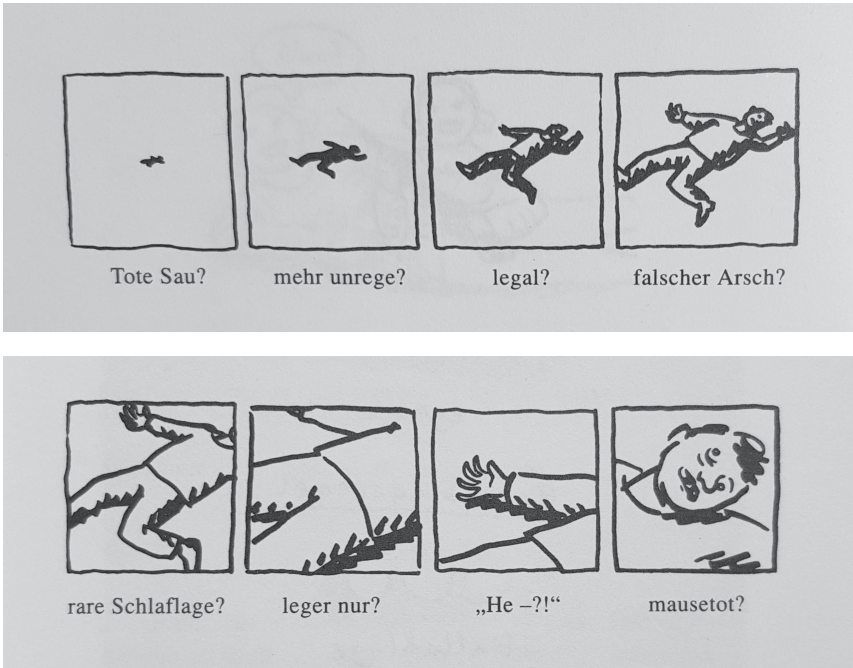 Tote Sau?
mehr unrege?
legal?
falscher Arsch?
rare Schlaflage?
leger nur?
„He –?!“
mausetot?